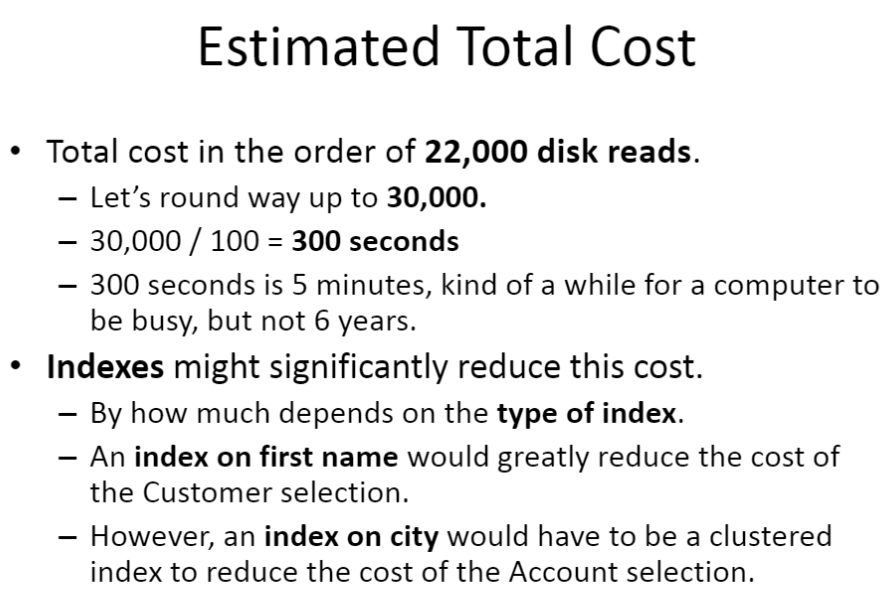 Estimated Total Cost
• Total cost in the order of 22,000 disk reads.
– Let’s round way up to 30,000.
– 30,000 / 100 = 300 seconds
– 300 seconds is 5 minutes, kind of a while for a computer to
be busy, but not 6 years.
• Indexes might significantly reduce this cost.
– By how much depends on the type of index.
– An index on first name would greatly reduce the cost of
the Customer selection.
– However, an index on city would have to be a clustered
index to reduce the cost of the Account selection.